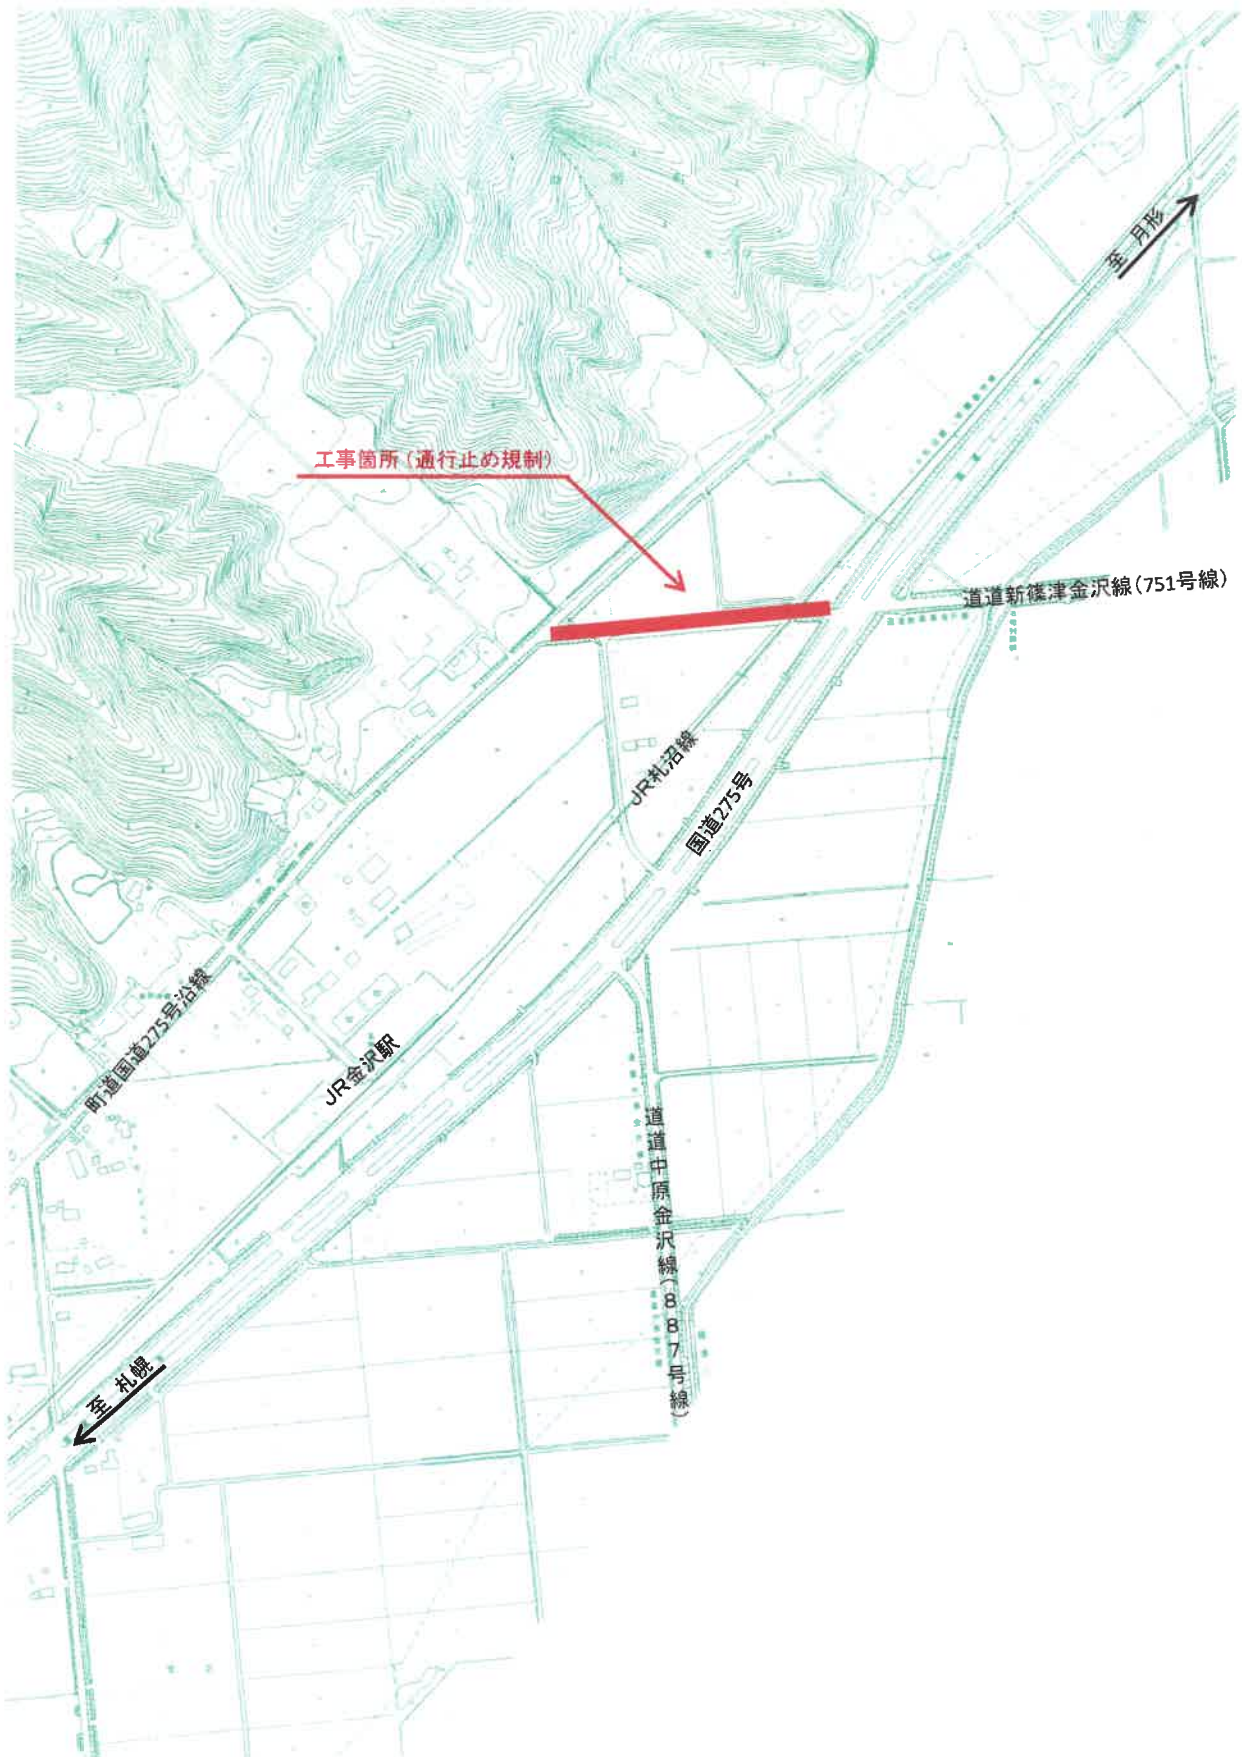 至 月形
工事箇所（通行止め規制）
道道新篠津金沢線（751号線）
JR札沼線
国道275号
町道国道275号沿線
JR金沢駅
道道中原金沢線（887号線）
至 札幌